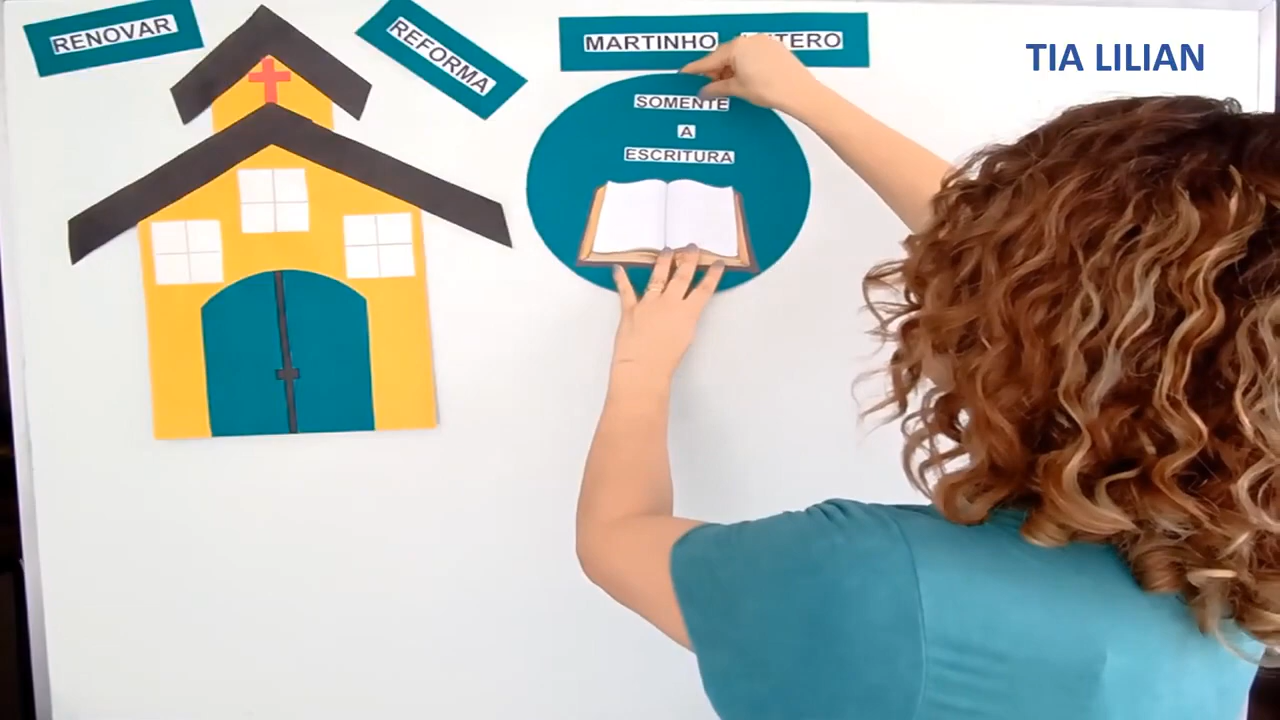 RENOVAR
REFORMA
MARTINHO
TIA LILIAN
SOMENTE
A
ESCRITURA